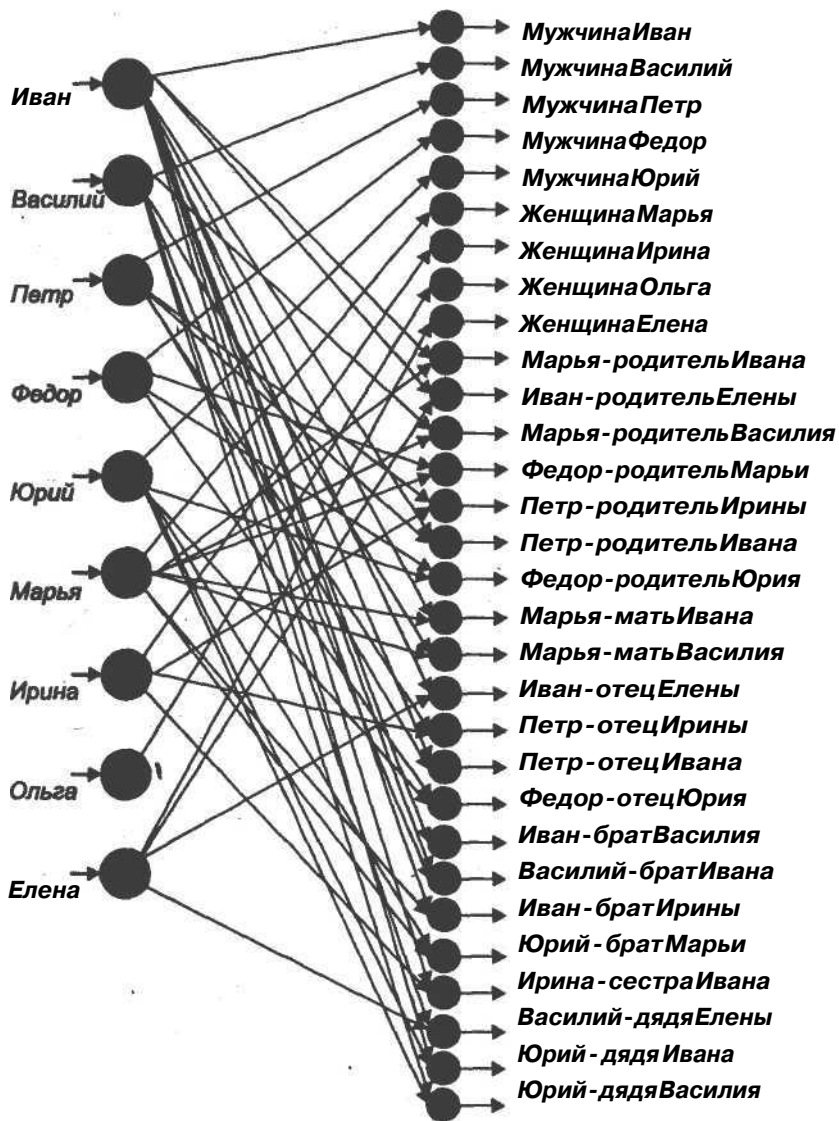 Иван
Василий
Петр
Федор
Юрий
Марья
Ирина
Ольга
Елена
МужчинаИван
МужчинаВасилий
МужчинаПетр
МужчинаФедор
МужчинаЮрий
ЖенщинаМарья
ЖенщинаИрина
ЖенщинаОльга
ЖенщинаЕлена
Марья-родительИвана
Иван-родительЕлены
Марья-родительВасилия
Федор-родительМарьи
Петр-родительИрины
Петр-родительИвана
Федор-родительЮрия
Марья-матьИвана
Марья-матьВасилия
Иван-отецЕлены
Петр-отецИрины
Петр-отецИвана
Федор-отецЮрия
Иван-братВасилия
Василий-братИвана
Иван-братИрины
Юрий-братМарьи
Ирина-сестраИвана
Василий-дядяЕлены
Юрий-дядяИвана
Юрий-дядяВасилия